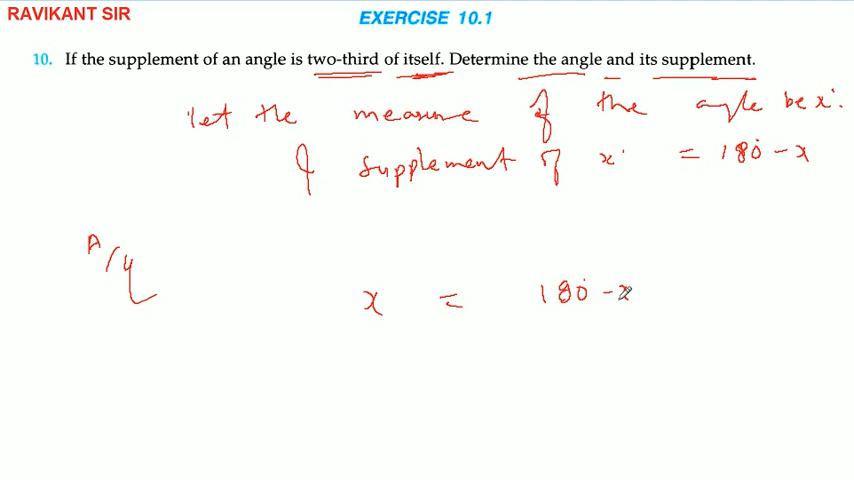 RAVIKANT SIR
EXERCISE 10.1
10. If the supplement of an angle is two-third of itself. Determine the angle and its supplement.
let the measure of the angle be x°.
& supplement of x° = 180° - x
A/q
x = 180° - x